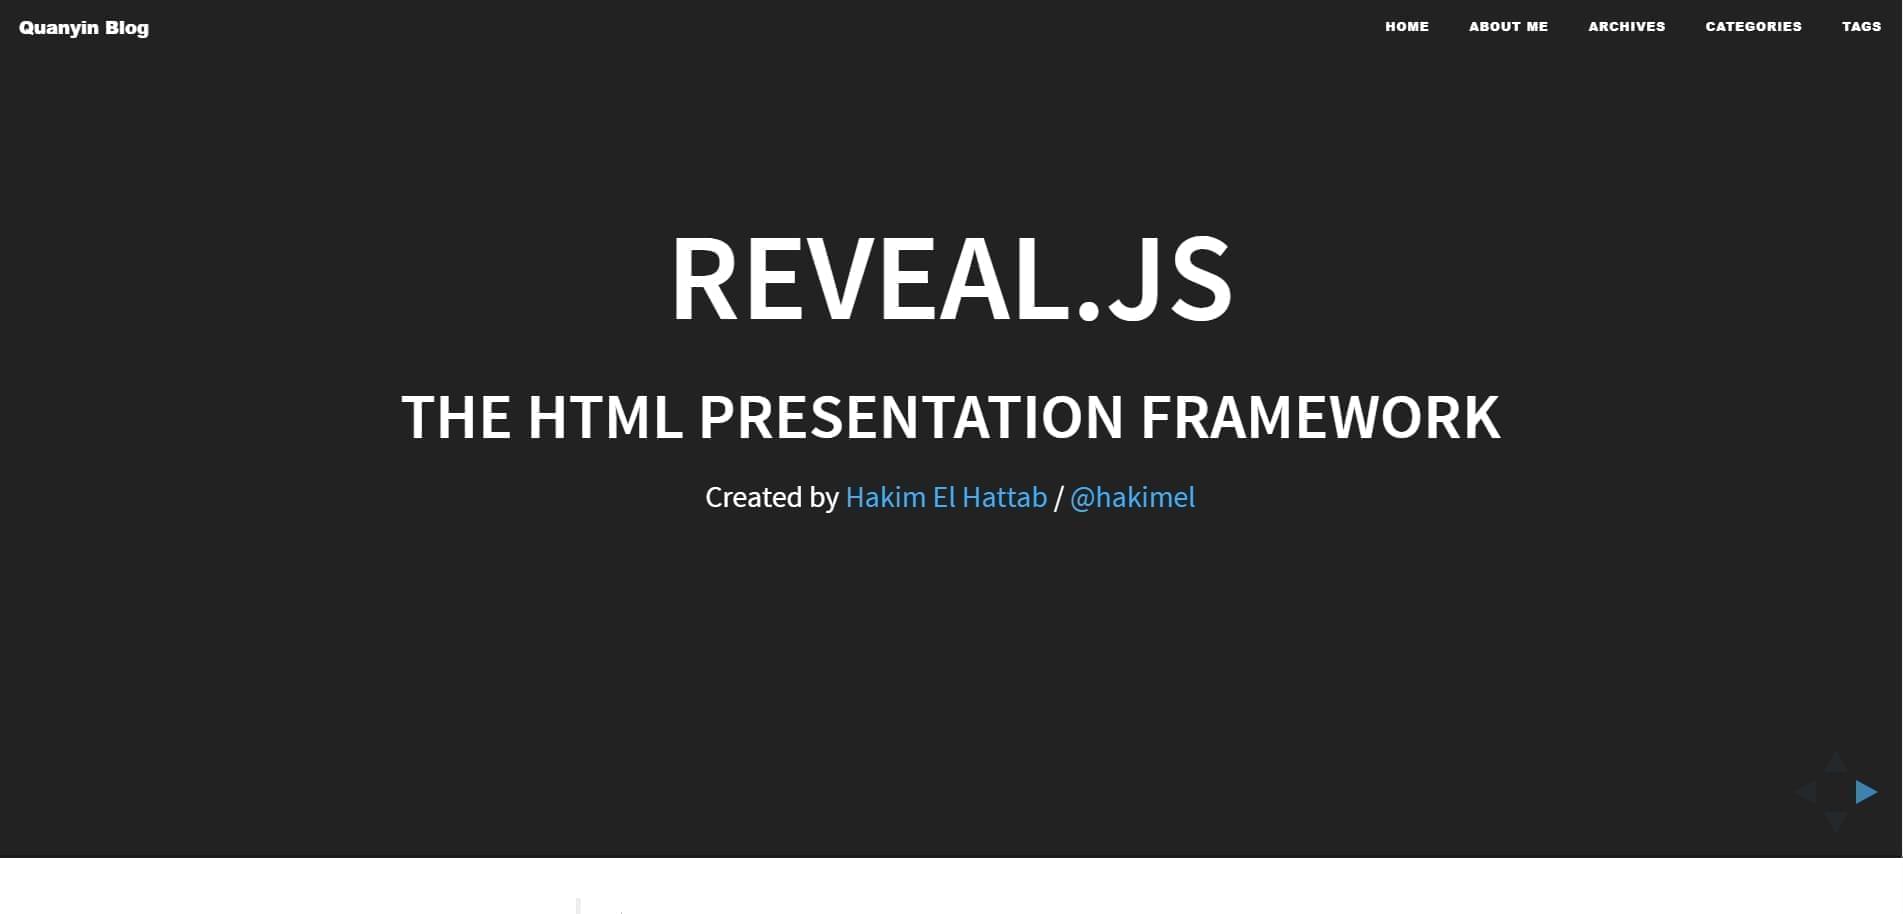 Quanyin Blog
HOME ABOUT ME ARCHIVES CATEGORIES TAGS
REVEAL.JS
THE HTML PRESENTATION FRAMEWORK
Created by Hakim El Hattab / @hakimel